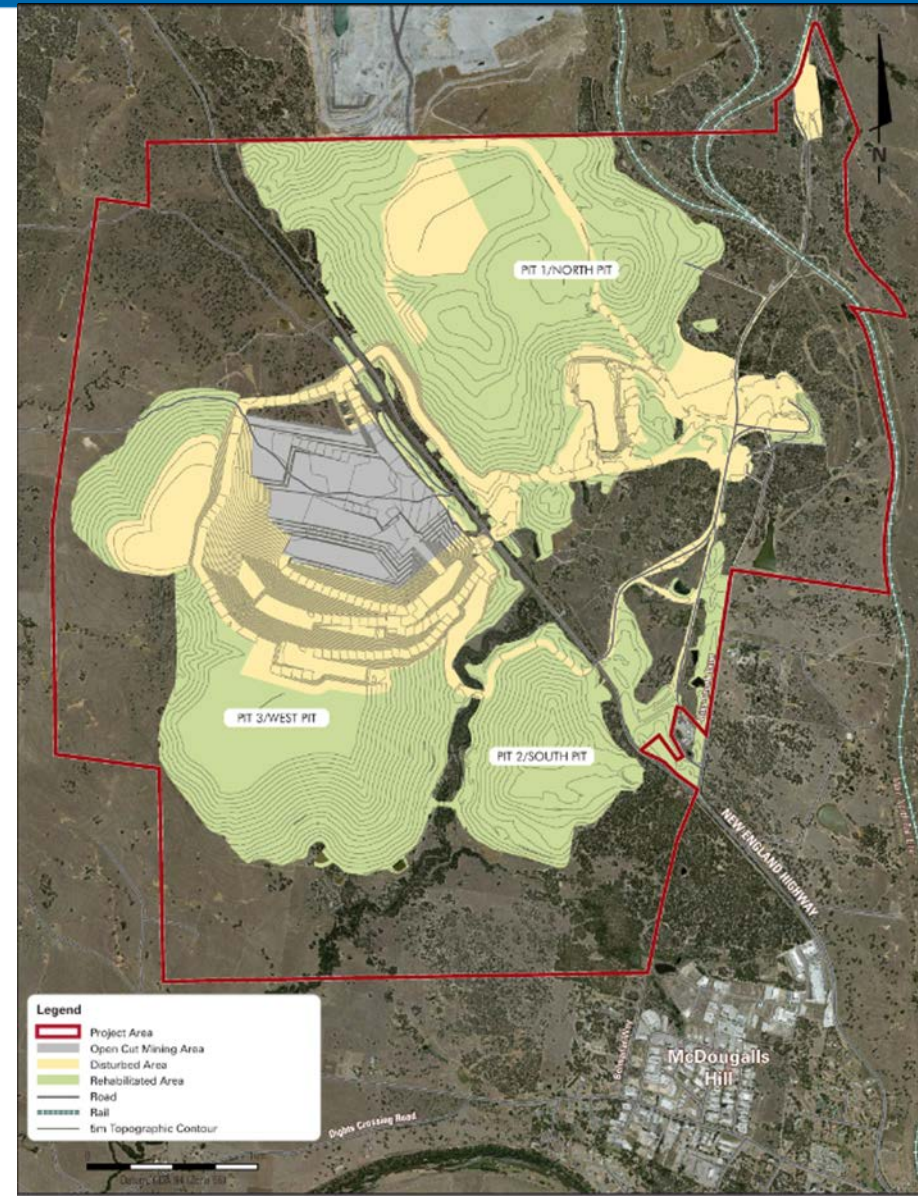 N
PIT 1/NORTH PIT
PIT 3/WEST PIT
PIT 2/SOUTH PIT
NEW ENGLAND HIGHWAY
McDougalls
Hill
Dights Crossing Road
Legend
Project Area
Open Cut Mining Area
Disturbed Area
Rehabilitated Area
Road
Rail
5m Topographic Contour